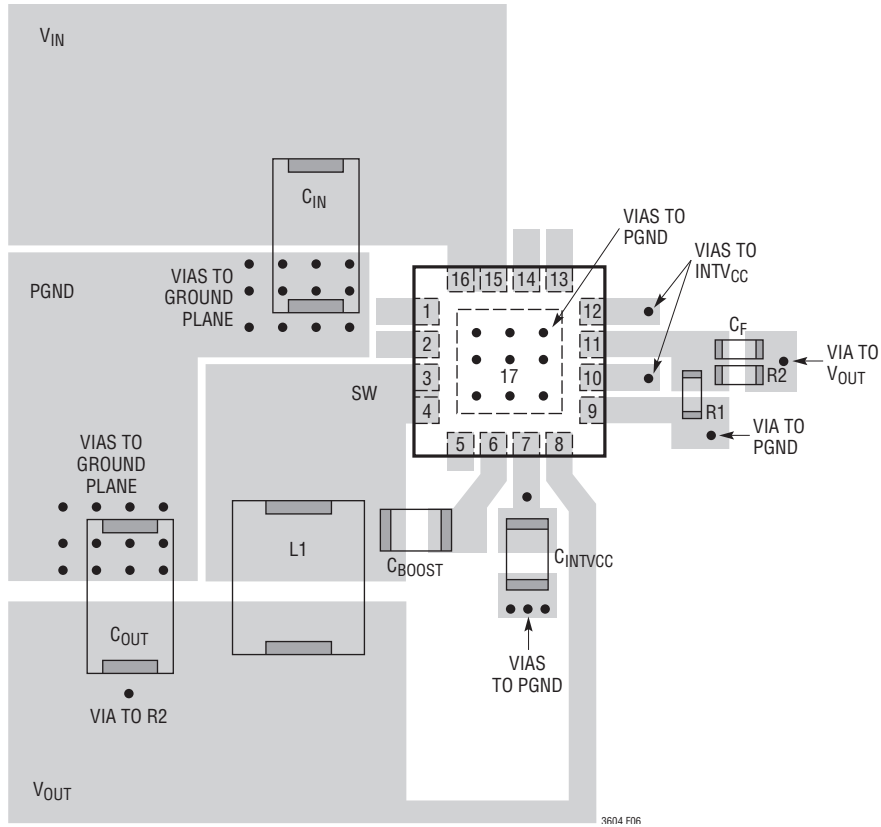 VIN
CIN
PGND
VIAS TO
GROUND
PLANE
VIAS TO
PGND
VIAS TO
INTVCC
16 15 14 13
1
2
3
4
17
12
11
10
9
5 6 7 8
SW
CF
R2
R1
VIA TO
VOUT
VIA TO
PGND
VIAS TO
GROUND
PLANE
L1
CBOOST
CINTVCC
COUT
VIAS
TO PGND
VIA TO R2
VOUT
3604 F06